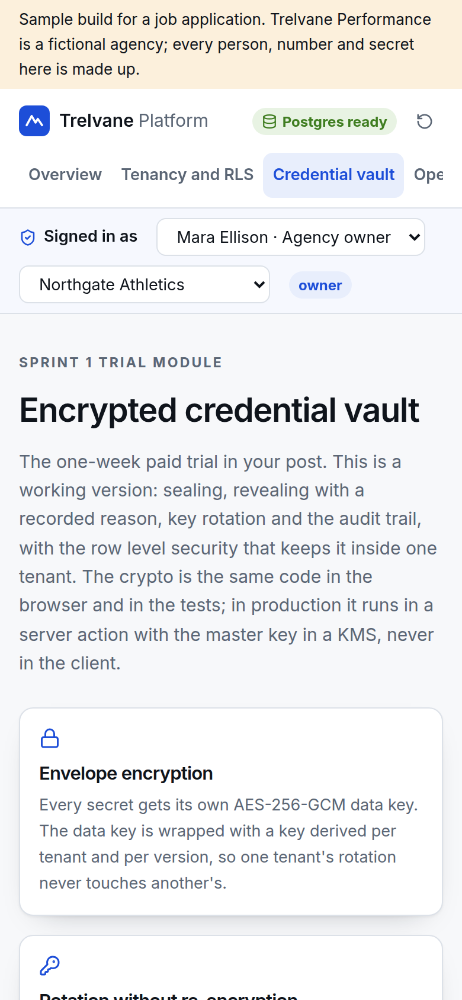 Sample build for a job application. Trelvane Performance
is a fictional agency; every person, number and secret
here is made up.
Trelvane Platform
Postgres ready
Overview
Tenancy and RLS
Credential vault
Ope
Signed in as
Mara Ellison · Agency owner
Northgate Athletics
owner
SPRINT 1 TRIAL MODULE
Encrypted credential vault
The one-week paid trial in your post. This is a
working version: sealing, revealing with a
recorded reason, key rotation and the audit trail,
with the row level security that keeps it inside one
tenant. The crypto is the same code in the
browser and in the tests; in production it runs in a
server action with the master key in a KMS, never
in the client.
Envelope encryption
Every secret gets its own AES-256-GCM data key.
The data key is wrapped with a key derived per
tenant and per version, so one tenant's rotation
never touches another's.
Rotation without re-encryption